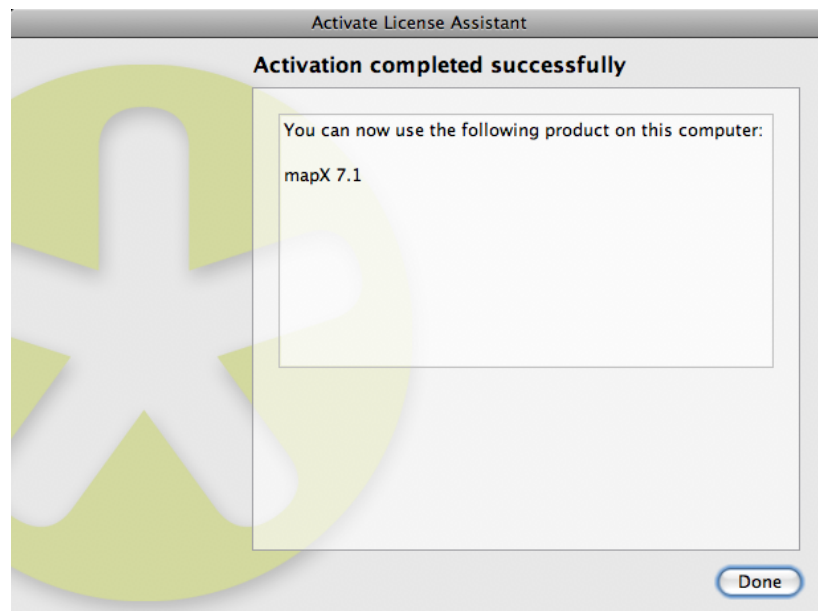 Activate License Assistant
Activation completed successfully
You can now use the following product on this computer:
mapX 7.1
Done